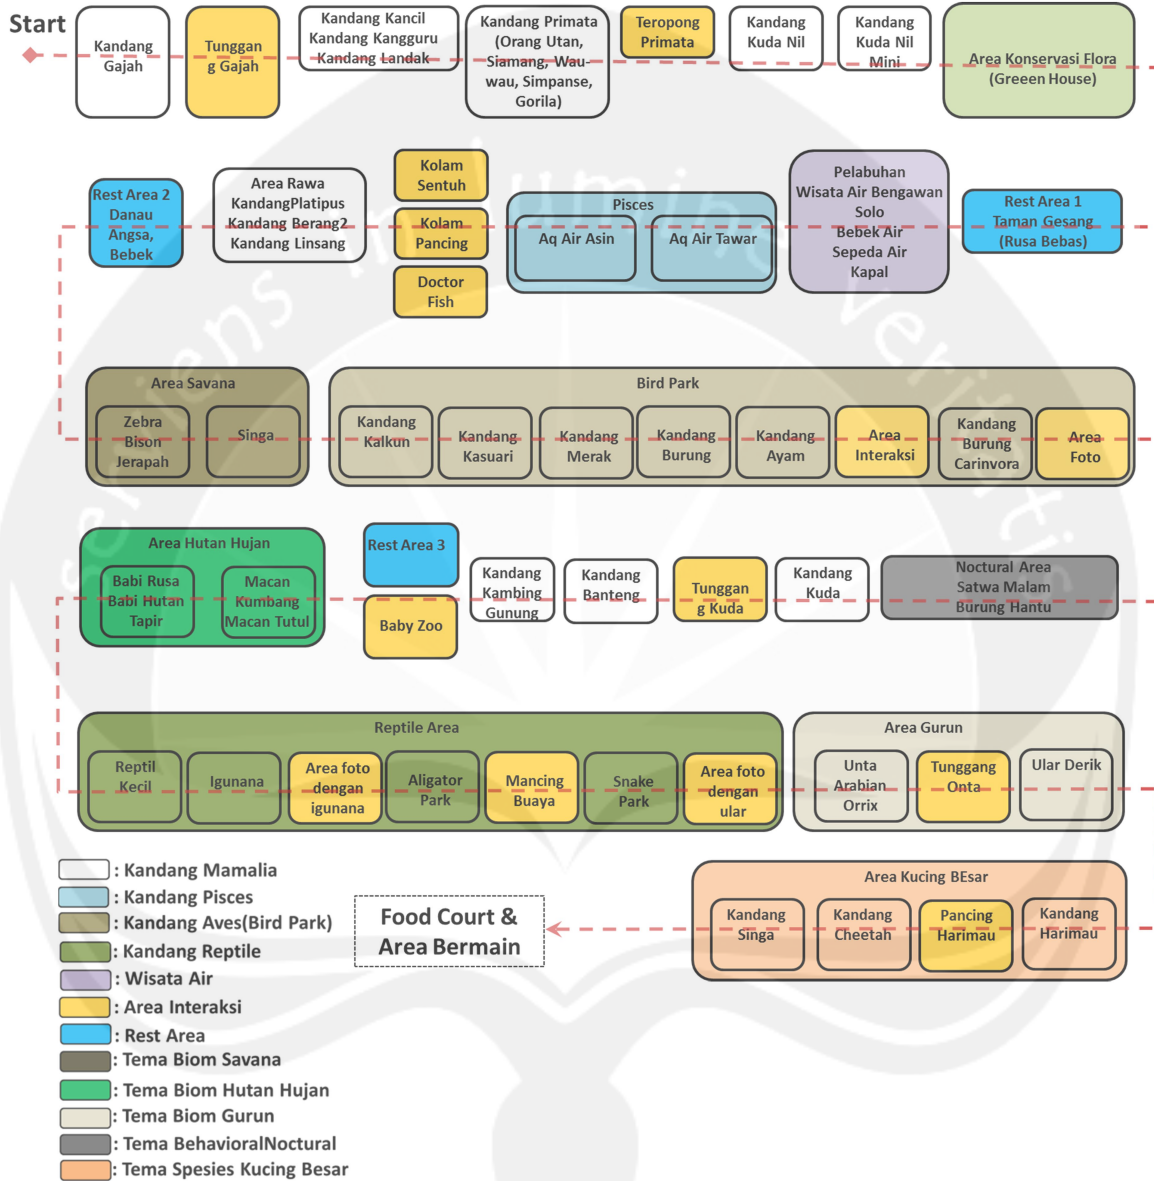 Start
Kandang
Gajah
Tunggan
g Gajah
Kandang Kancil
Kandang Kangguru
Kandang Landak
Kandang Primata
(Orang Utan,
Siamang, Wau-
wau, Simpanse,
Gorila)
Teropong
Primata
Kandang
Kuda Nil
Kandang
Kuda Nil
Mini
Area Konservasi Flora
(Greeen House)
Rest Area 2
Danau
Angsa,
Bebek
Area Rawa
KandangPlatipus
Kandang Berang2
Kandang Linsang
Kolam
Sentuh
Kolam
Pancing
Doctor
Fish
Pisces
Aq Air Asin
Aq Air Tawar
Pelabuhan
Wisata Air Bengawan
Solo
Bebek Air
Sepeda Air
Kapal
Rest Area 1
Taman Gesang
(Rusa Bebas)
Area Savana
Zebra
Bison
Jerapah
Singa
Bird Park
Kandang
Kalkun
Kandang
Kasuari
Kandang
Merak
Kandang
Burung
Kandang
Ayam
Area
Interaksi
Kandang
Burung
Carinvora
Area
Foto
Area Hutan Hujan
Babi Rusa
Babi Hutan
Tapir
Macan
Kumbang
Macan Tutul
Rest Area 3
Baby Zoo
Kandang
Kambing
Gunung
Kandang
Banteng
Tunggan
g Kuda
Kandang
Kuda
Noctural Area
Satwa Malam
Burung Hantu
Reptile Area
Reptil
Kecil
Igunana
Area foto
dengan
igunana
Aligator
Park
Mancing
Buaya
Snake
Park
Area foto
dengan
ular
Area Gurun
Unta
Arabian
Orrix
Tunggang
Onta
Ular Derik
Area Kucing BEsar
Kandang
Singa
Kandang
Cheetah
Pancing
Harimau
Kandang
Harimau
Food Court &
Area Bermain
: Kandang Mamalia
: Kandang Pisces
: Kandang Aves(Bird Park)
: Kandang Reptile
: Wisata Air
: Area Interaksi
: Rest Area
: Tema Biom Savana
: Tema Biom Hutan Hujan
: Tema Biom Gurun
: Tema BehavioralNoctural
: Tema Spesies Kucing Besar
serviens in lumine veritatis